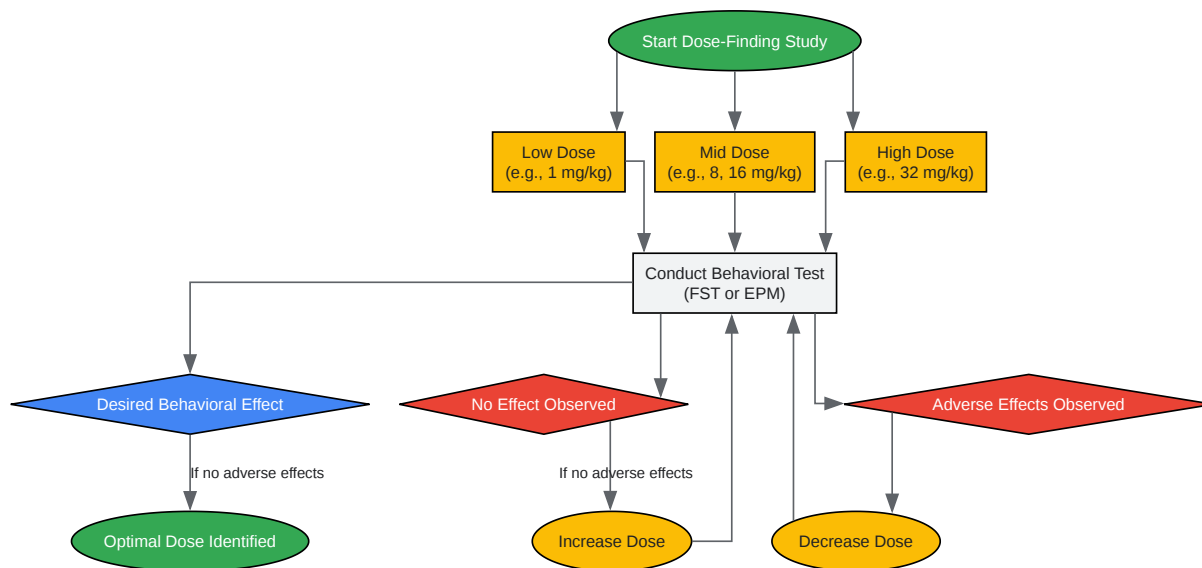 Start Dose-Finding Study
Low Dose
(e.g., 1 mg/kg)
Mid Dose
(e.g., 8, 16 mg/kg)
High Dose
(e.g., 32 mg/kg)
Conduct Behavioral Test
(FST or EPM)
Desired Behavioral Effect
No Effect Observed
Adverse Effects Observed
If no adverse effects
If no adverse effects
Optimal Dose Identified
Increase Dose
Decrease Dose